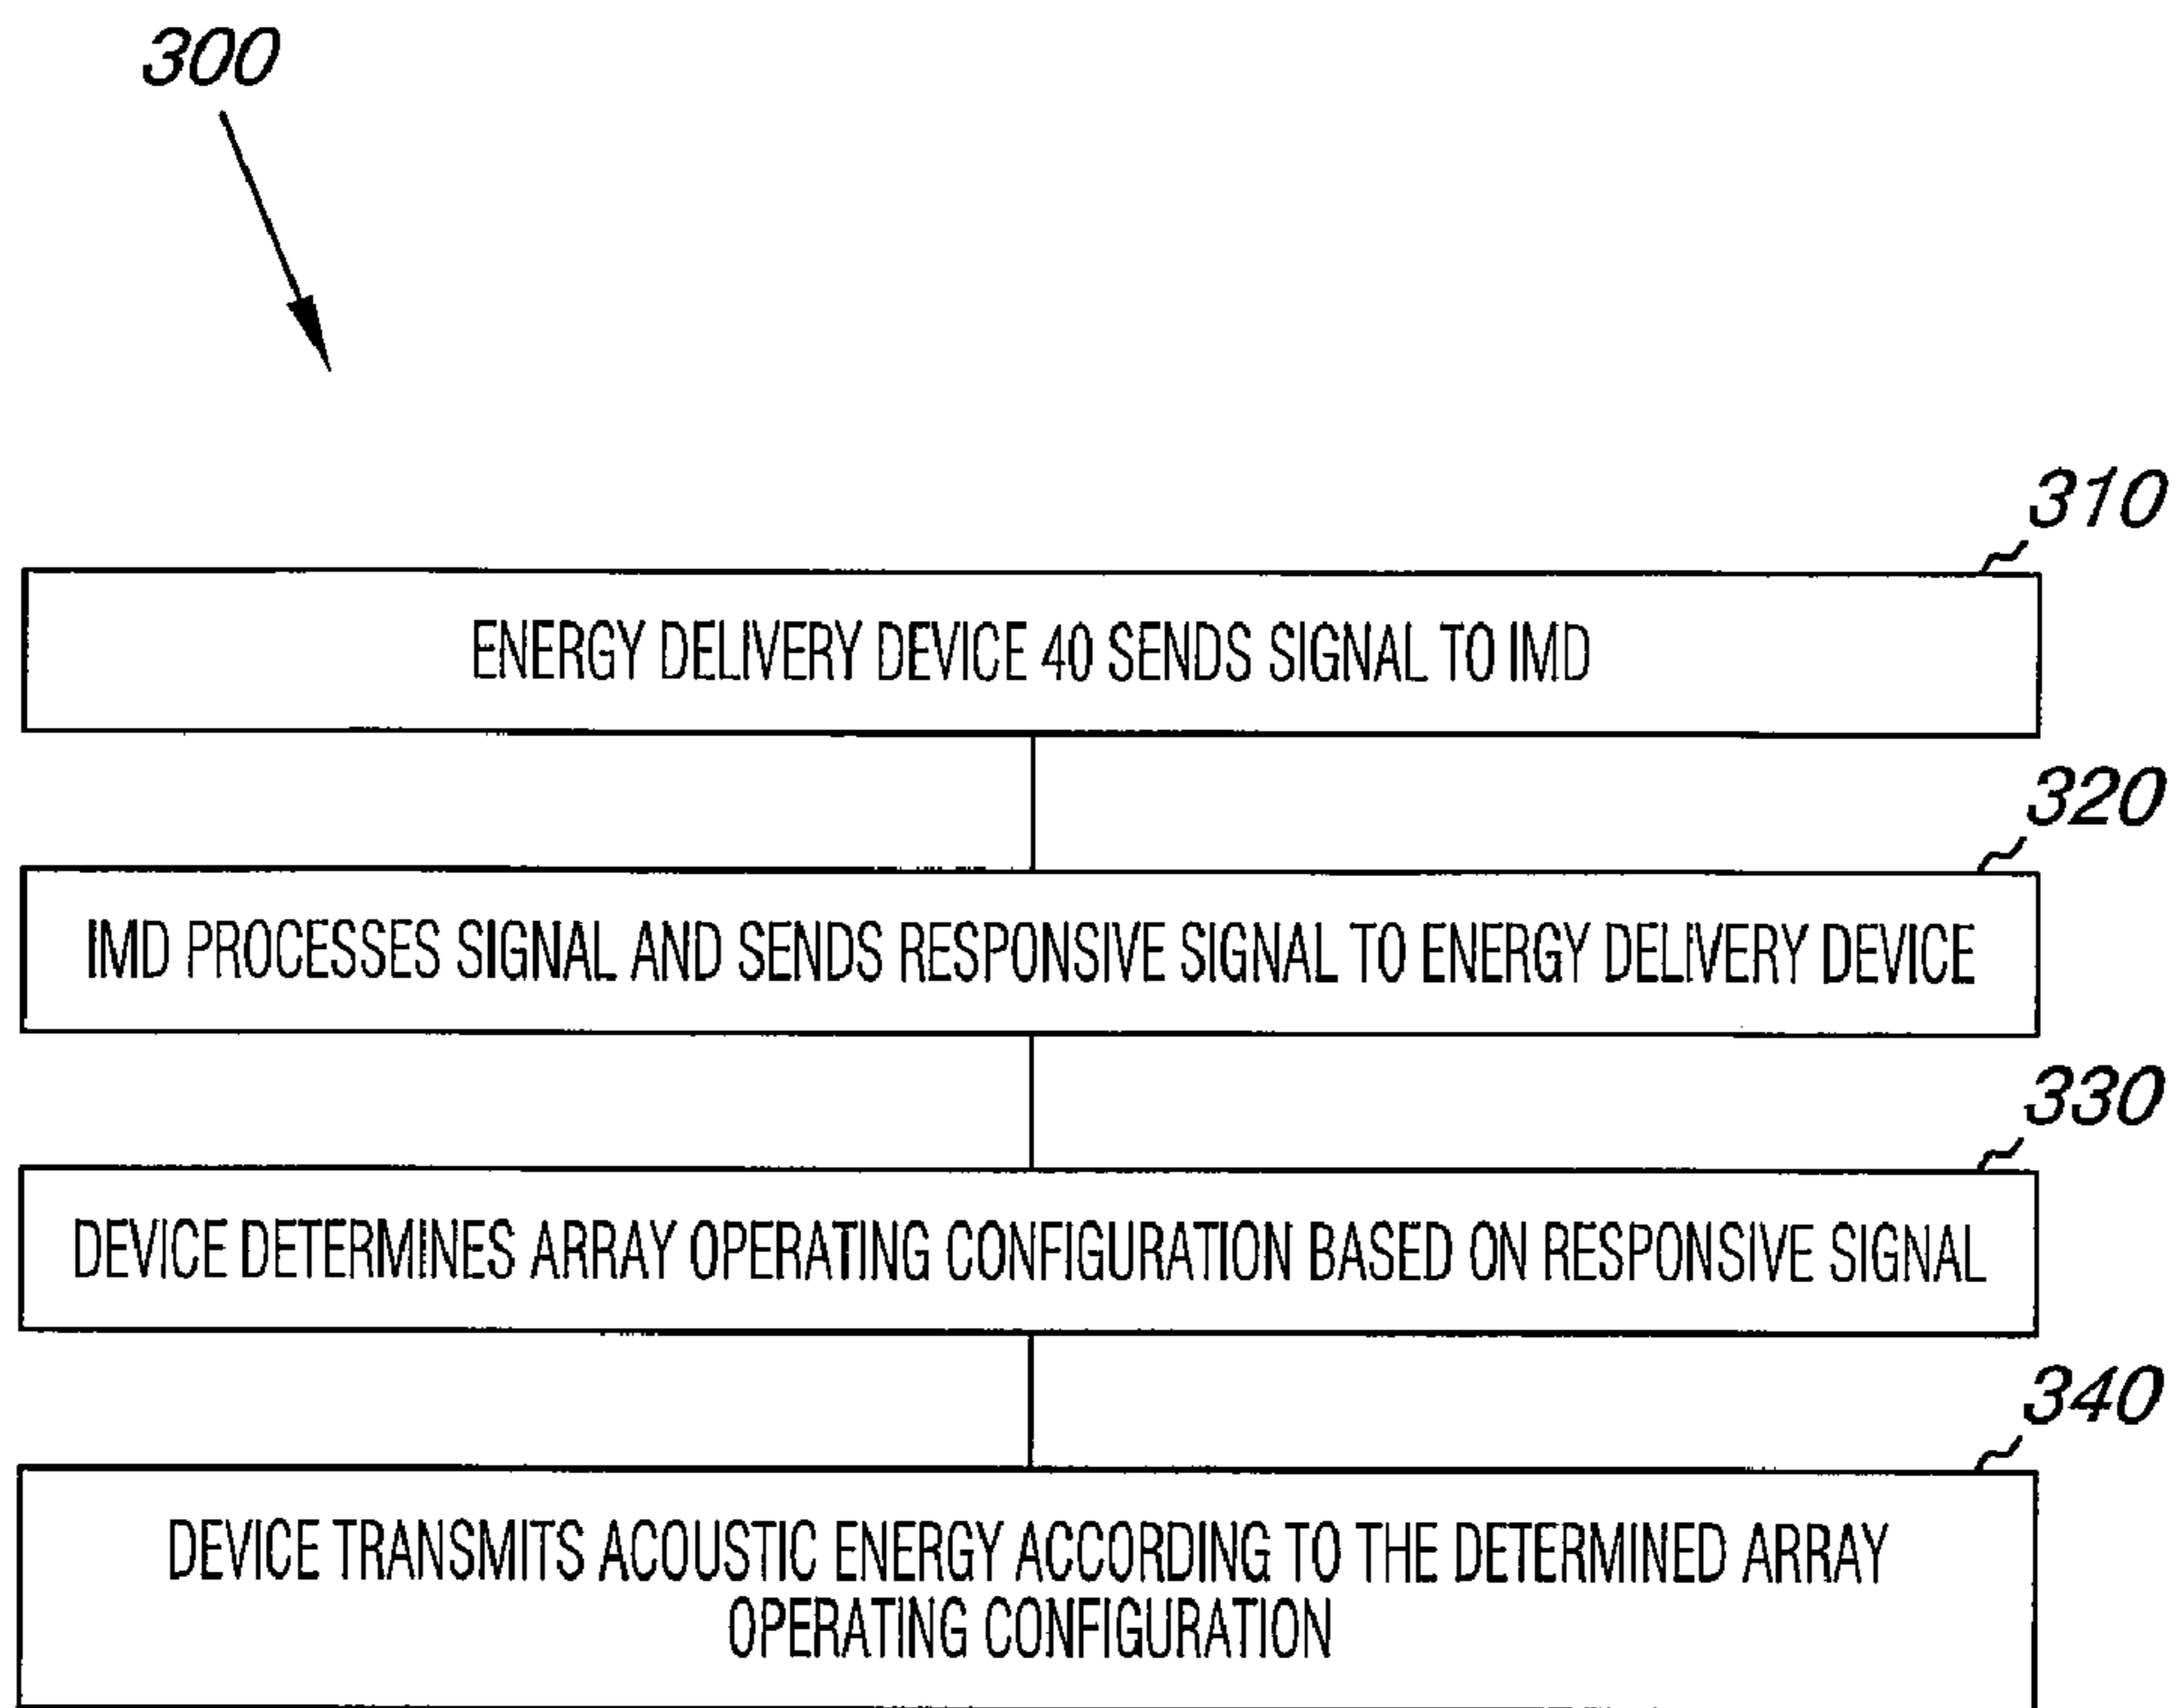 300
310
ENERGY DELIVERY DEVICE 40 SENDS SIGNAL TO IMD
320
IMD PROCESSES SIGNAL AND SENDS RESPONSIVE SIGNAL TO ENERGY DELIVERY DEVICE
330
DEVICE DETERMINES ARRAY OPERATING CONFIGURATION BASED ON RESPONSIVE SIGNAL
340
DEVICE TRANSMITS ACOUSTIC ENERGY ACCORDING TO THE DETERMINED ARRAY
OPERATING CONFIGURATION